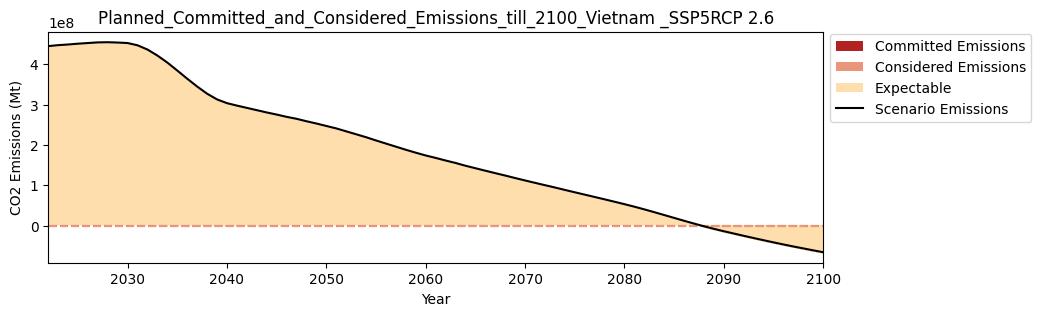 Planned_Committed_and_Considered_Emissions_till_2100_Vietnam _SSP5RCP 2.6
1e8
CO2 Emissions (Mt)
4
3
2
1
0
2030 2040 2050 2060 2070 2080 2090 2100
Year
Committed Emissions
Considered Emissions
Expectable
Scenario Emissions